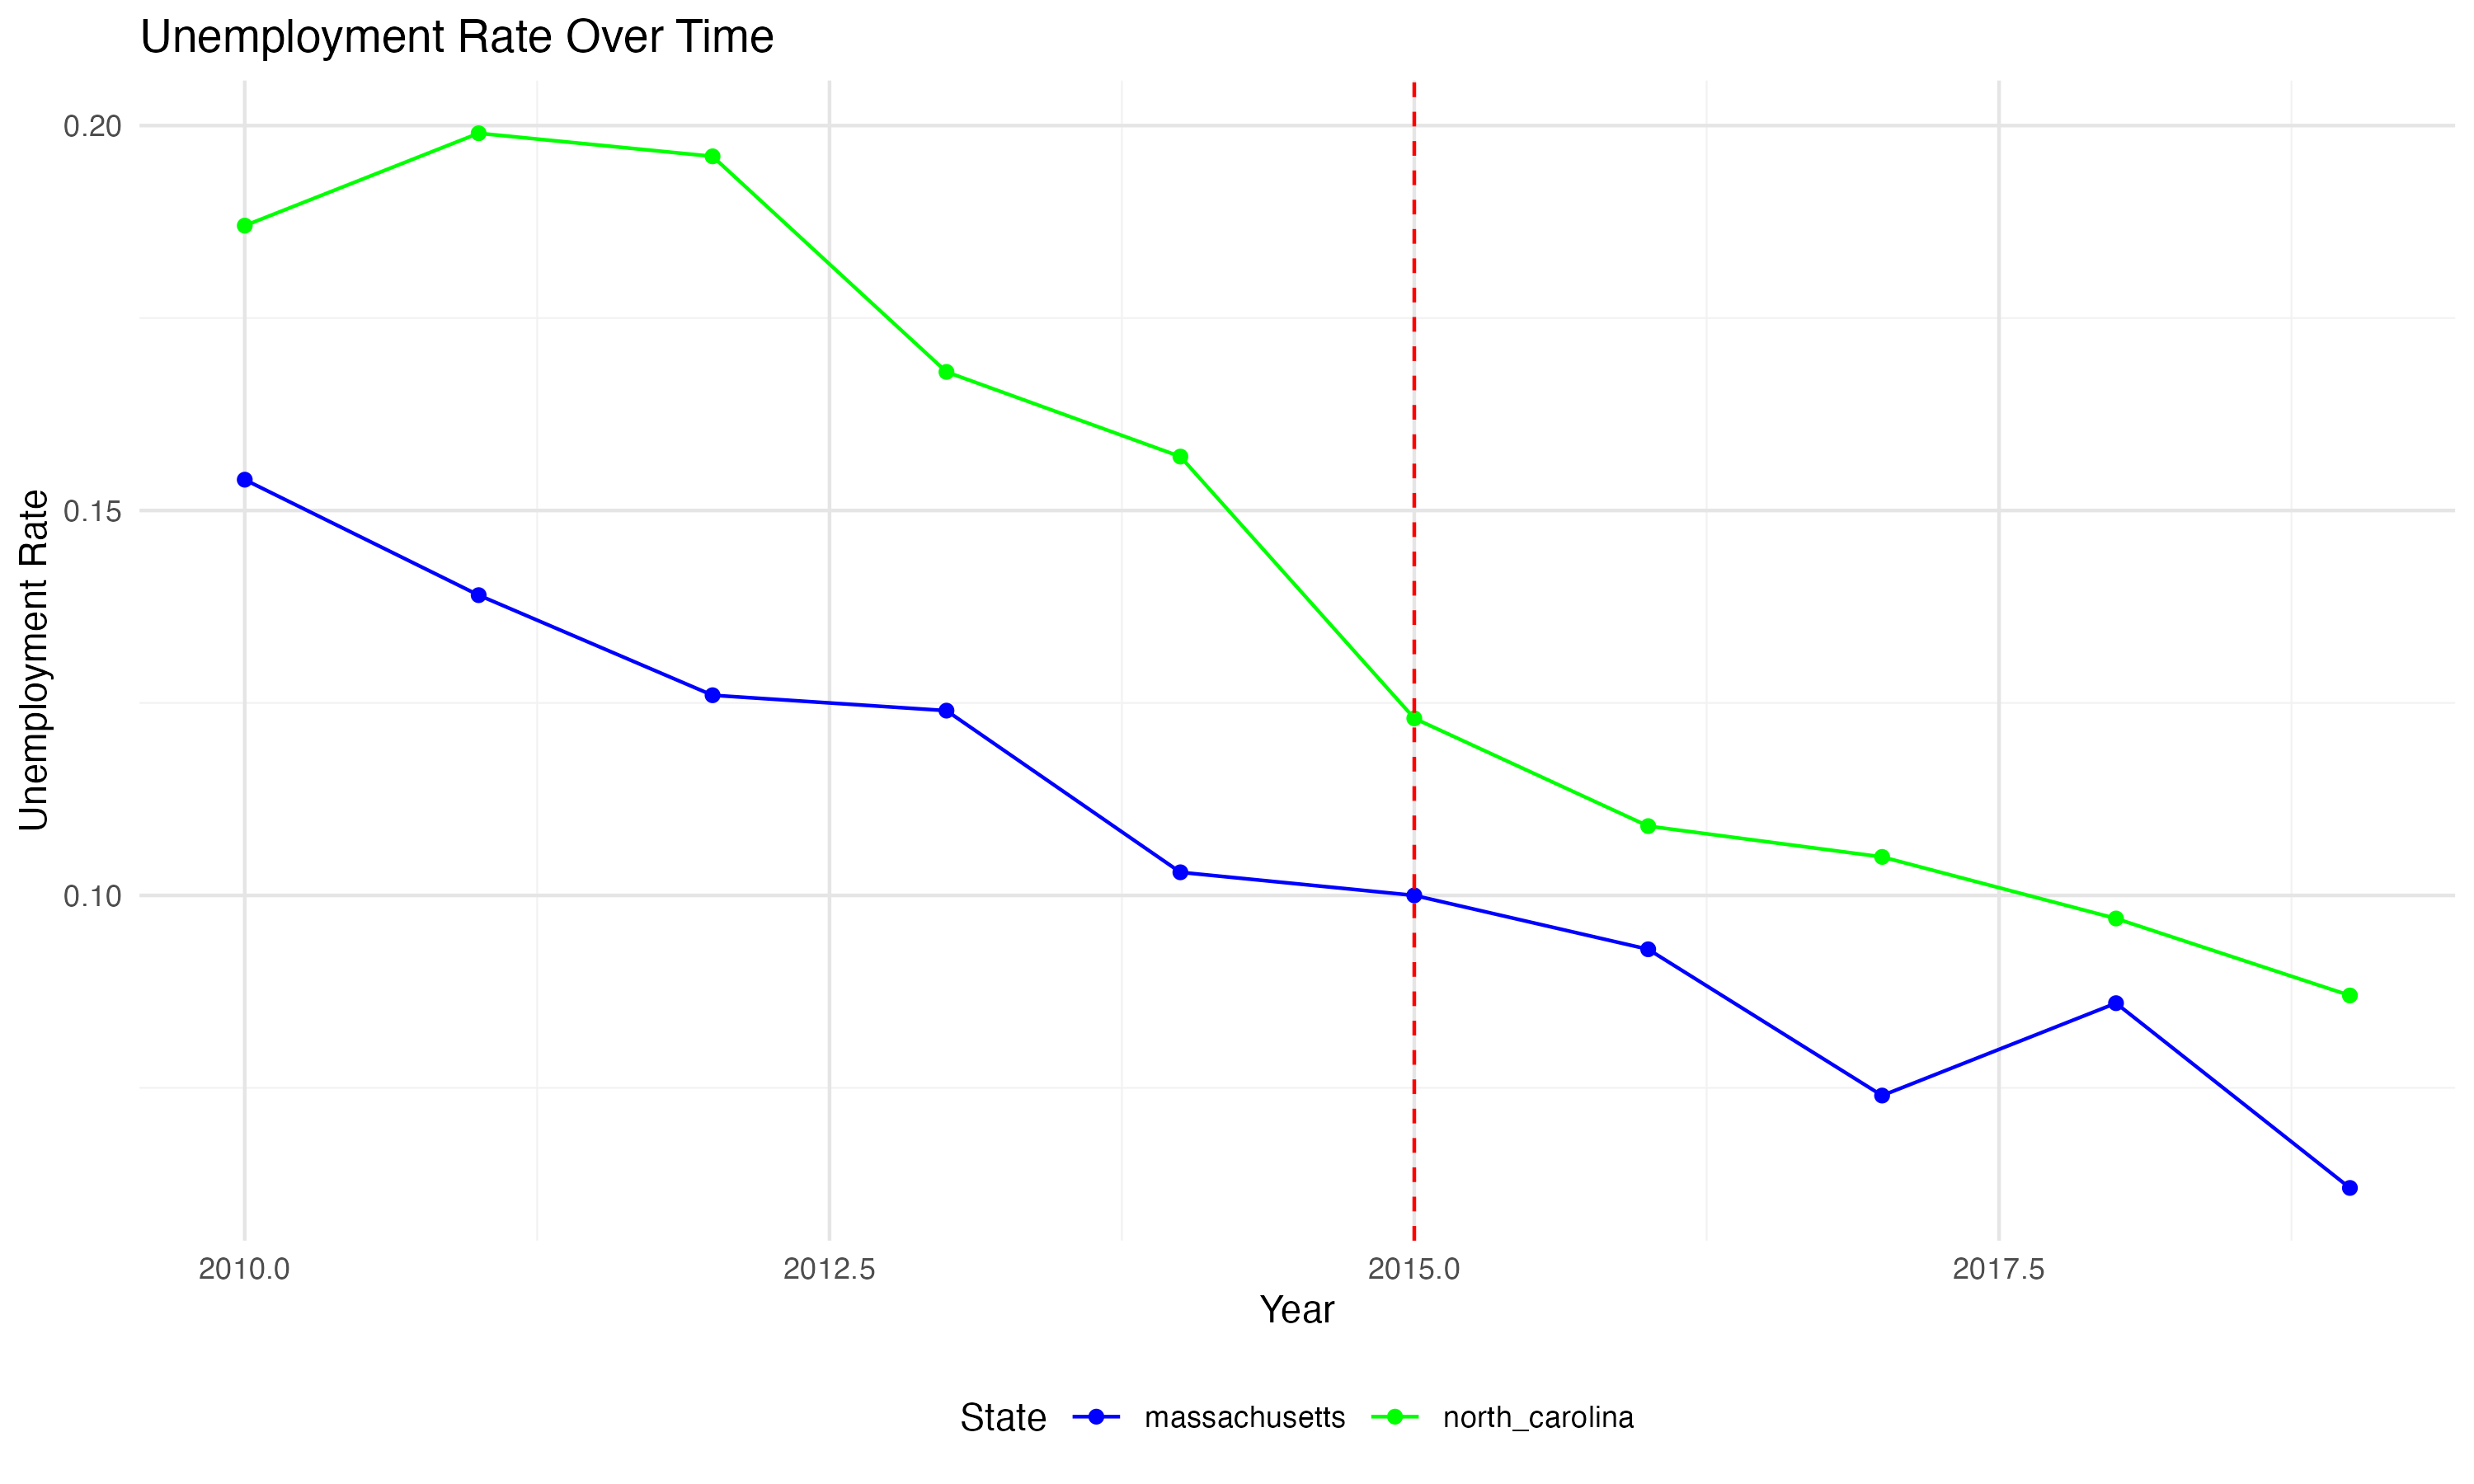 Unemployment Rate Over Time
Unemployment Rate
0.20
0.15
0.10
2010.0 2012.5 2015.0 2017.5
Year
State massachusetts north_carolina